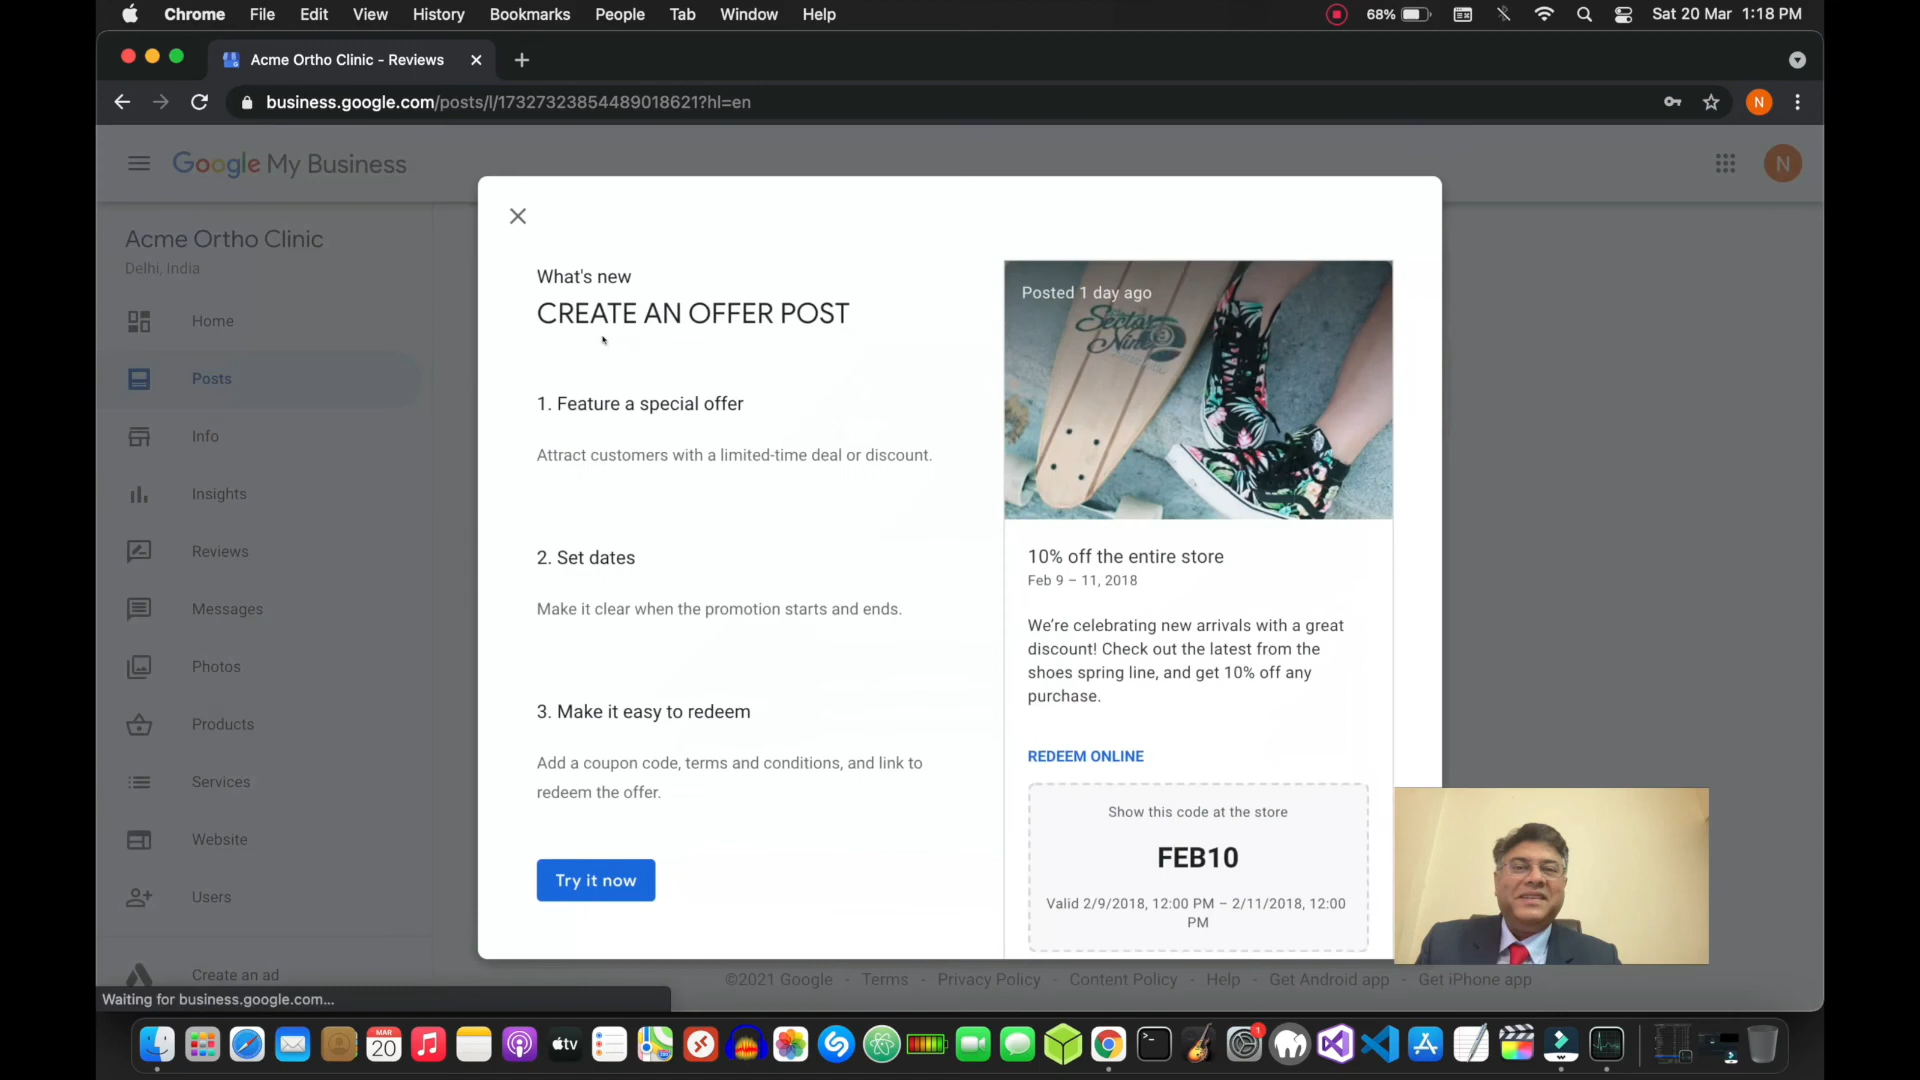 Chrome File Edit View History Bookmarks People Tab Window Help 68% Sat 20 Mar 1:18 PM
Acme Ortho Clinic - Reviews
business.google.com/posts/l/17327323854489018621?hl=en N
Google My Business N
Acme Ortho Clinic
Delhi, India
Home
Posts
Info
Insights
Reviews
Messages
Photos
Products
Services
Website
Users
Create an ad
What's new
CREATE AN OFFER POST
1. Feature a special offer
Attract customers with a limited-time deal or discount.
2. Set dates
Make it clear when the promotion starts and ends.
3. Make it easy to redeem
Add a coupon code, terms and conditions, and link to
redeem the offer.
Try it now
Posted 1 day ago
Sector
Nine
10% off the entire store
Feb 9 – 11, 2018
We’re celebrating new arrivals with a great
discount! Check out the latest from the
shoes spring line, and get 10% off any
purchase.
REDEEM ONLINE
Show this code at the store
FEB10
Valid 2/9/2018, 12:00 PM – 2/11/2018, 12:00
PM
©2021 Google - Terms - Privacy Policy - Content Policy - Help - Get Android app - Get iPhone app
Waiting for business.google.com...
MAR
20
tv
1